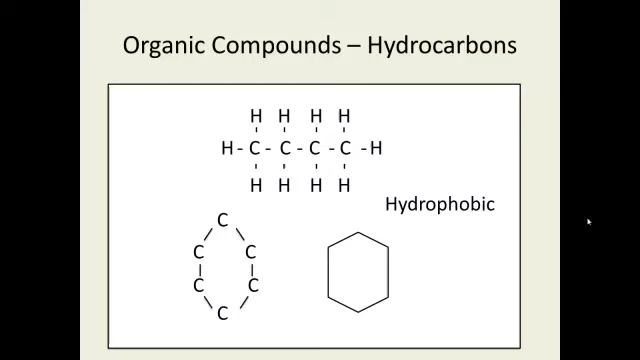 Organic Compounds – Hydrocarbons
H H H H
H - C - C - C - C - H
H H H H
Hydrophobic
C
C C
C C
C